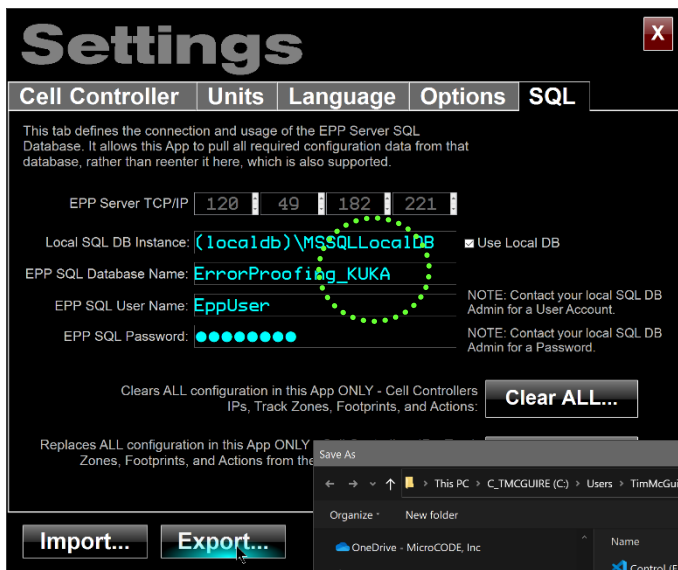 Settings
X
Cell Controller Units Language Options SQL
This tab defines the connection and usage of the EPP Server SQL
Database. It allows this App to pull all required configuration data from that
database, rather than reenter it here, which is also supported.
EPP Server TCP/IP 120 49 182 221
Local SQL DB Instance: (localdb)\MSSQLLocalDB Use Local DB
EPP SQL Database Name: ErrorProofing_KUKA
EPP SQL User Name: EppUser
NOTE: Contact your local SQL DB
Admin for a User Account.
EPP SQL Password: ●●●●●●●●
NOTE: Contact your local SQL DB
Admin for a Password.
Clears ALL configuration in this App ONLY - Cell Controllers
IPs, Track Zones, Footprints, and Actions:
Clear ALL...
Replaces ALL configuration in this App ONLY
Zones, Footprints, and Actions from the
Save As
This PC > C_TMCGUIRE (C:) > Users > TimMcGui
Organize New folder
OneDrive - MicroCODE, Inc
Name
Control (E
Import... Export...